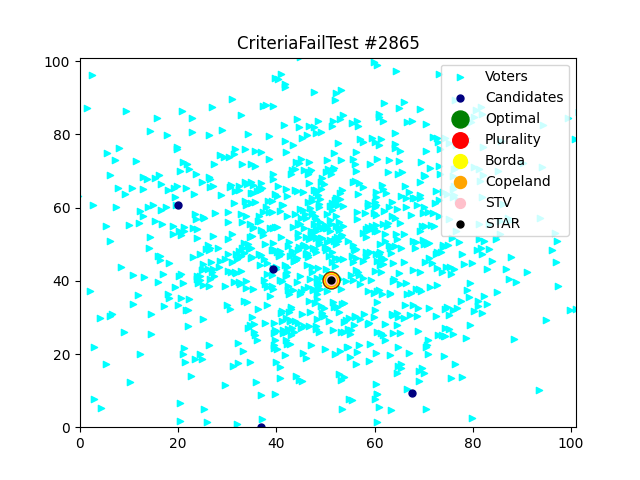 CriteriaFailTest #2865
Voters
Candidates
Optimal
Plurality
Borda
Copeland
STV
STAR
100
80
60
40
20
0
0 20 40 60 80 100